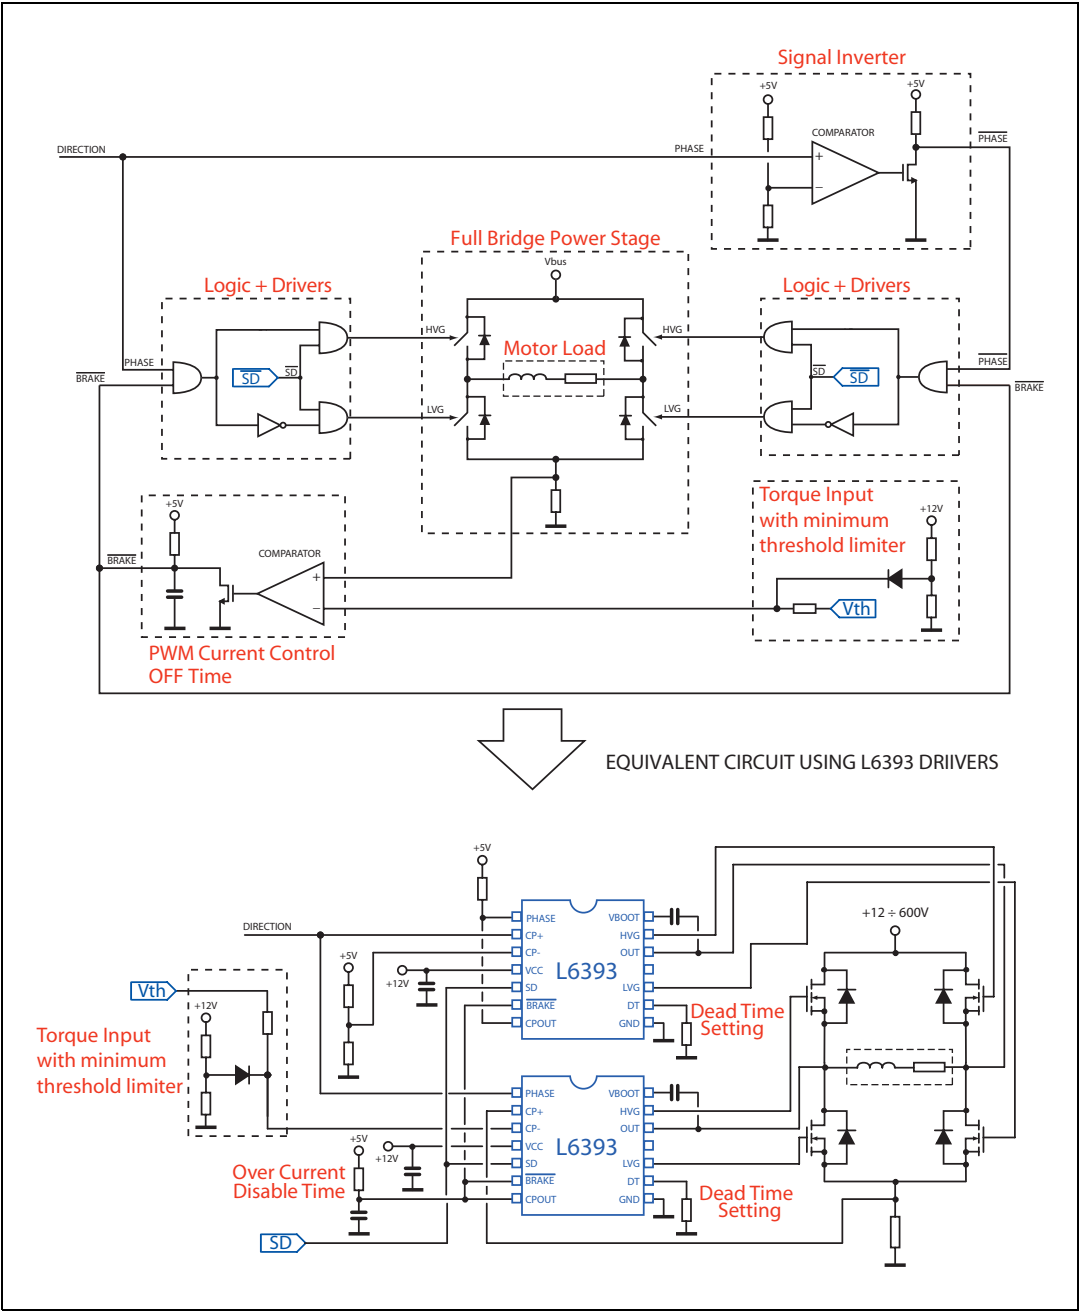 Signal Inverter
+5V
+5V
COMPARATOR
DIRECTION
PHASE
PHASE
+
−
Full Bridge Power Stage
Vbus
Logic + Drivers
Logic + Drivers
HVG
HVG
Motor Load
PHASE
BRAKE
SD
SD
SD
SD
PHASE
BRAKE
LVG
LVG
Torque Input
with minimum
threshold limiter
+12V
+5V
BRAKE
COMPARATOR
+
−
Vth
PWM Current Control
OFF Time
EQUIVALENT CIRCUIT USING L6393 DRIIVERS
+5V
DIRECTION
PHASE
CP+
CP-
VCC
SD
BRAKE
CPOUT
L6393
VBOOT
HVG
OUT
LVG
DT
GND
+12 ÷ 600V
+5V
+12V
Vth
+12V
Torque Input
with minimum
threshold limiter
Dead Time
Setting
PHASE
CP+
CP-
VCC
SD
BRAKE
CPOUT
L6393
VBOOT
HVG
OUT
LVG
DT
GND
+5V
+12V
Over Current
Disable Time
Dead Time
Setting
SD